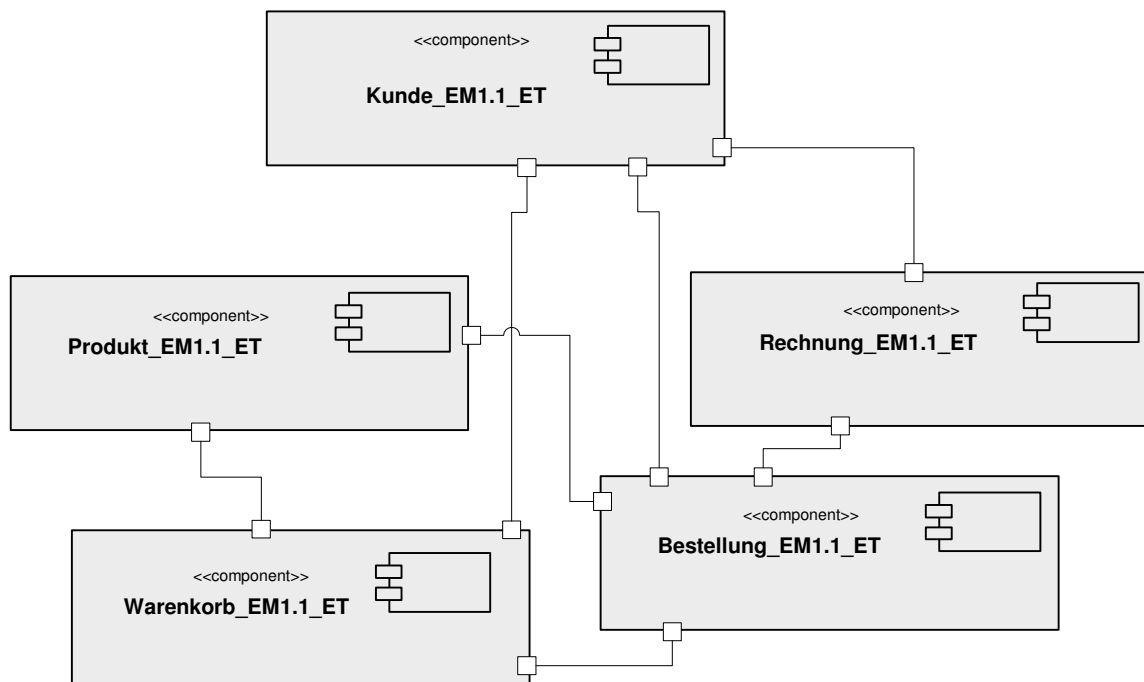 <<component>>
Kunde_EM1.1_ET
<<component>>
Produkt_EM1.1_ET
<<component>>
Rechnung_EM1.1_ET
<<component>>
Bestellung_EM1.1_ET
<<component>>
Warenkorb_EM1.1_ET